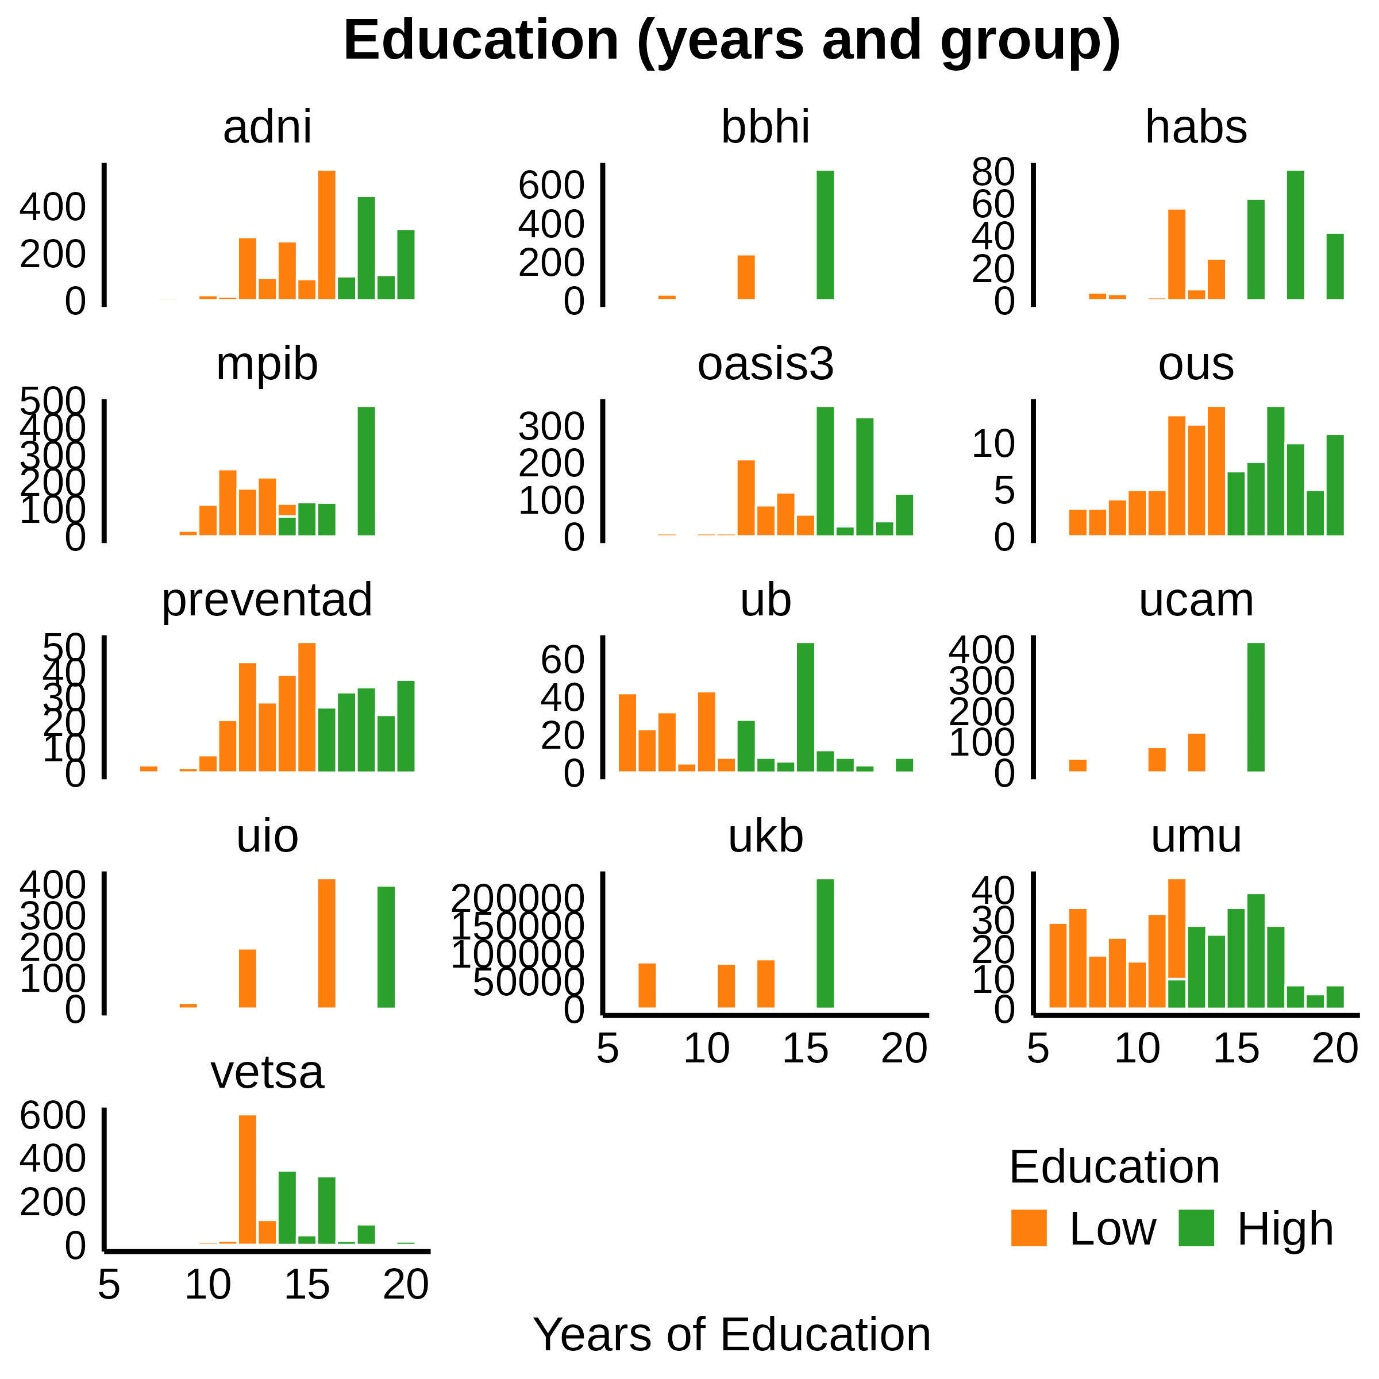 Education (years and group)
adni
bbhi
habs
400
200
0
600
400
200
0
80
60
40
20
0
mpib
oasis3
ous
500
400
300
200
100
0
300
200
100
0
10
5
0
preventad
ub
ucam
50
40
30
20
10
0
60
40
20
0
400
300
200
100
0
uio
ukb
umu
400
300
200
100
0
200000
150000
100000
50000
0
40
30
20
10
0
5 10 15 20
5 10 15 20
vetsa
600
400
200
0
5 10 15 20
Education
Low High
Years of Education